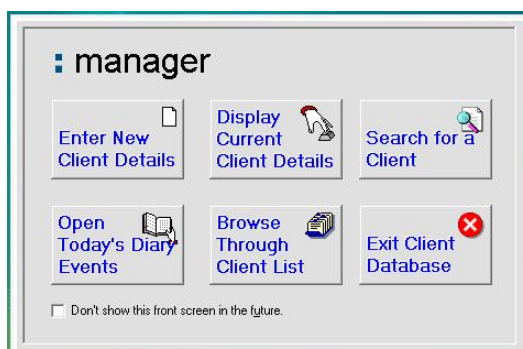 : manager
Enter New
Client Details
Display
Current
Client Details
Search for a
Client
Open
Today's Diary
Events
Browse
Through
Client List
Exit Client
Database
Don't show this front screen in the future.